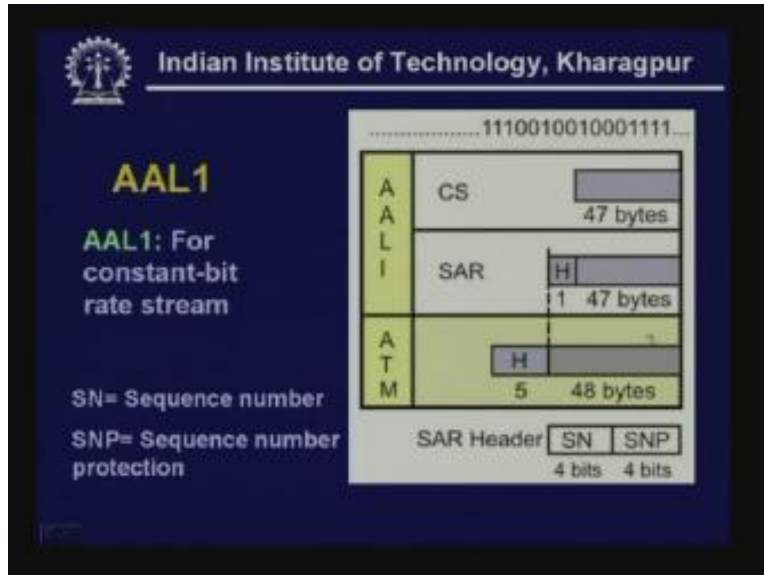 Indian Institute of Technology, Kharagpur
AAL1
AAL1: For
constant-bit
rate stream
SN= Sequence number
SNP= Sequence number
protection
...................1110010010001111...
A
A
L
I
CS
47 bytes
SAR
H
1 47 bytes
A
T
M
H
5 48 bytes
SAR Header SN SNP
4 bits 4 bits